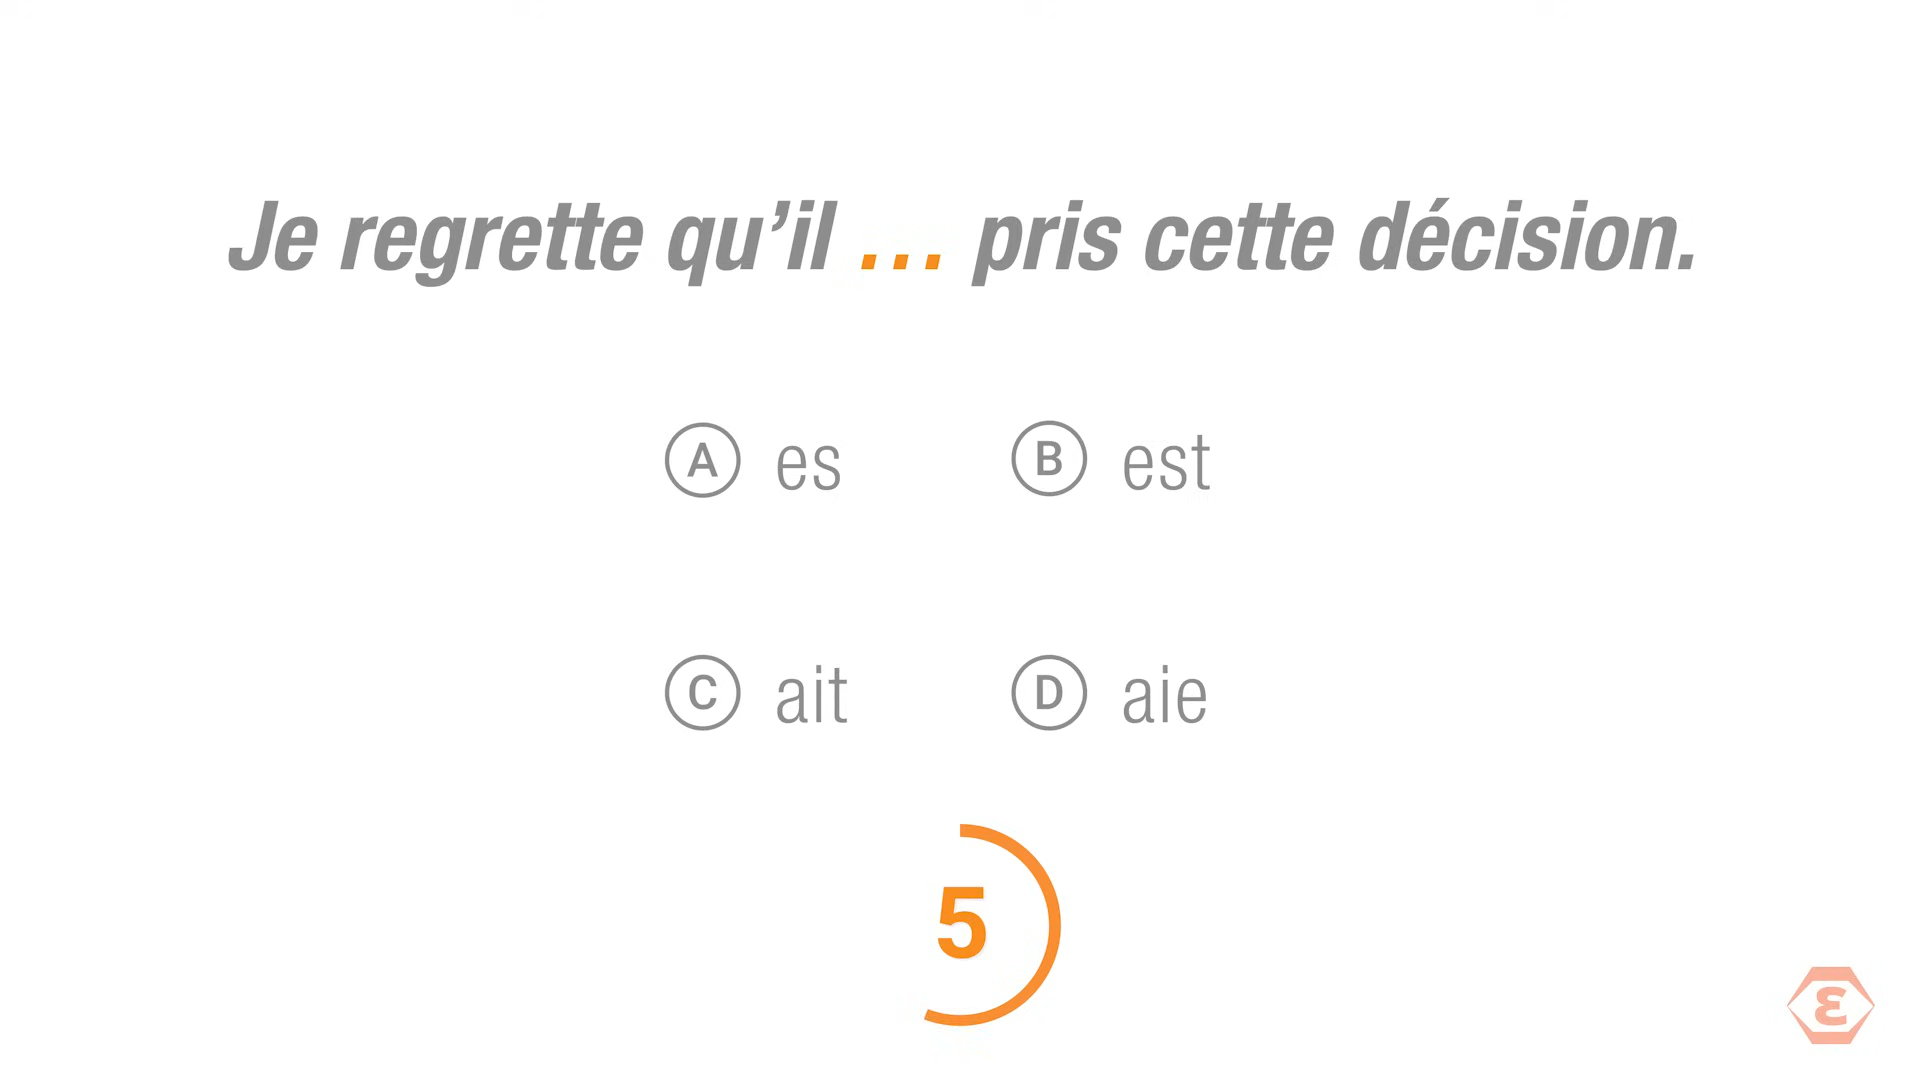 Je regrette qu’il ... pris cette décision.
A es
B est
C ait
D aie
5
ε